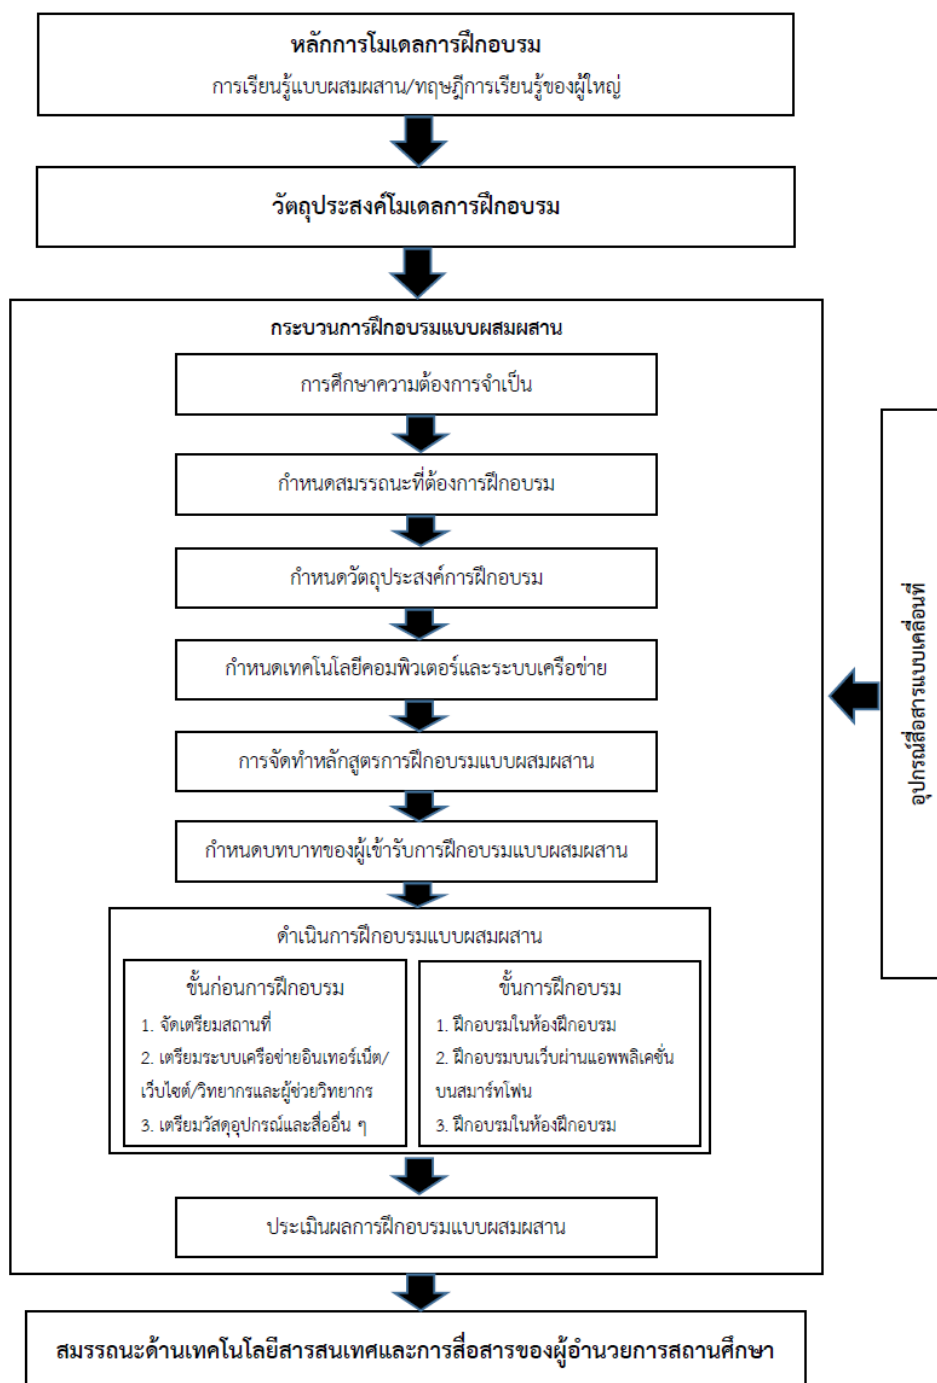 หลักการโมเดลการฝึกอบรม
การเรียนรู้แบบผสมผสาน/ทฤษฎีการเรียนรู้ของผู้ใหญ่
วัตถุประสงค์โมเดลการฝึกอบรม
กระบวนการฝึกอบรมแบบผสมผสาน
การศึกษาความต้องการจำเป็น
กำหนดสมรรถนะที่ต้องการฝึกอบรม
กำหนดวัตถุประสงค์การฝึกอบรม
กำหนดเทคโนโลยีคอมพิวเตอร์และระบบเครือข่าย
การจัดทำหลักสูตรการฝึกอบรมแบบผสมผสาน
กำหนดบทบาทของผู้เข้ารับการฝึกอบรมแบบผสมผสาน
ดำเนินการฝึกอบรมแบบผสมผสาน
ขั้นก่อนการฝึกอบรม
1. จัดเตรียมสถานที่
2. เตรียมระบบเครือข่ายอินเทอร์เน็ต/
เว็บไซต์/วิทยากรและผู้ช่วยวิทยากร
3. เตรียมวัสดุอุปกรณ์และสื่ออื่น ๆ
ขั้นการฝึกอบรม
1. ฝึกอบรมในห้องฝึกอบรม
2. ฝึกอบรมบนเว็บผ่านแอพพลิเคชั่น
บนสมาร์ทโฟน
3. ฝึกอบรมในห้องฝึกอบรม
ประเมินผลการฝึกอบรมแบบผสมผสาน
อุปกรณ์สื่อสารแบบเคลื่อนที่
สมรรถนะด้านเทคโนโลยีสารสนเทศและการสื่อสารของผู้อำนวยการสถานศึกษา